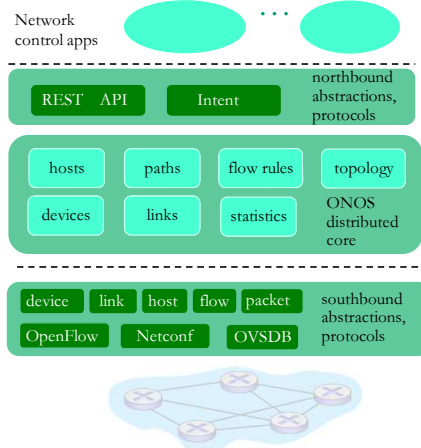 Network
control apps
...
REST API
Intent
northbound
abstractions,
protocols
hosts
paths
flow rules
topology
devices
links
statistics
ONOS
distributed
core
device
link
host
flow
packet
southbound
abstractions,
protocols
OpenFlow
Netconf
OVSDB